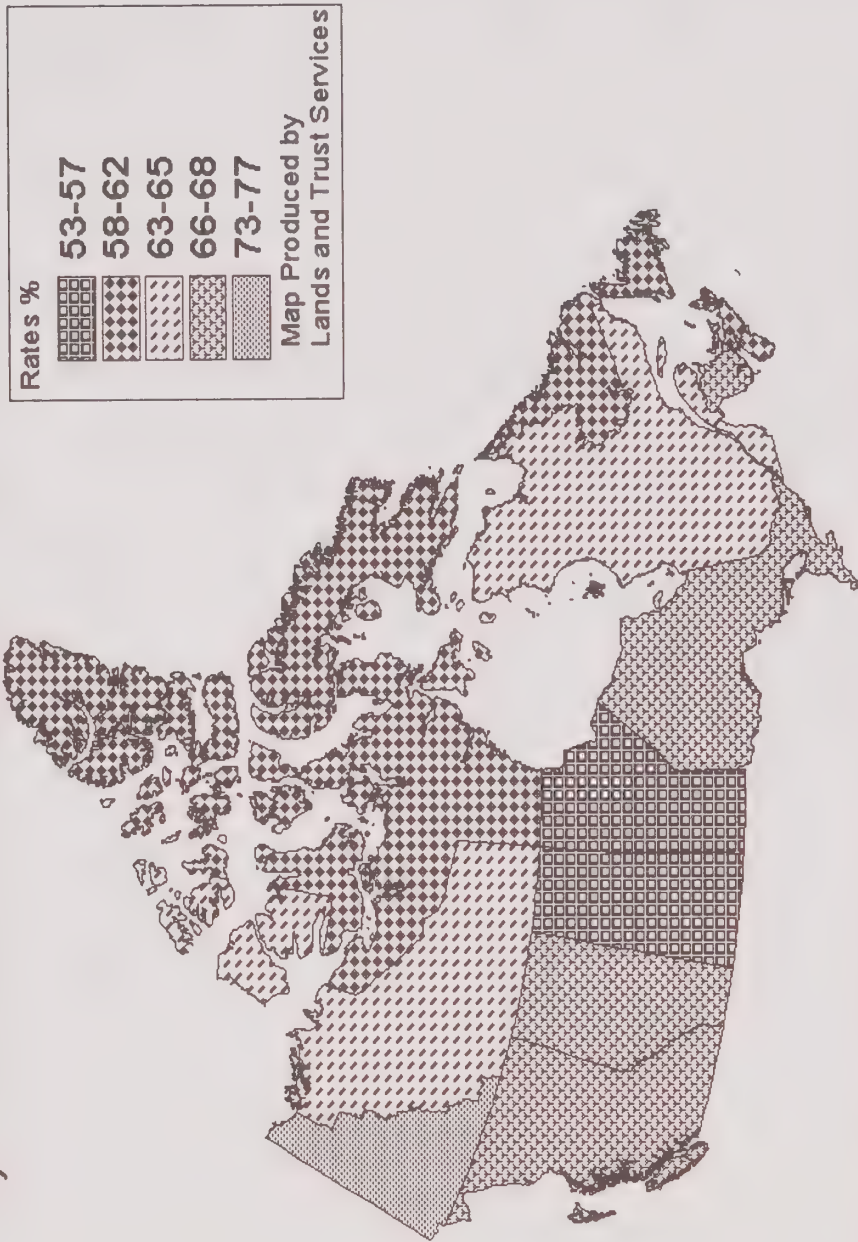 Rates %
53-57
58-62
63-65
66-68
73-77
Map Produced by
Lands and Trust Services